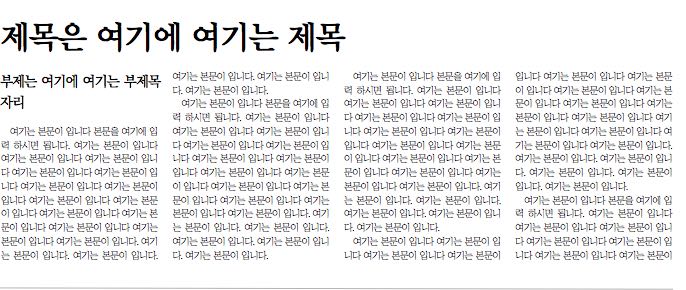 제목은 여기에 여기는 제목
부제는 여기에 여기는 부제목
자리
여기는 본문이 입니다 본문을 여기에 입
력 하시면 됩니다. 여기는 본문이 입니다
여기는 본문이 입니다 여기는 본문이 입니
다 여기는 본문이 입니다 여기는 본문이 입
니다 여기는 본문이 입니다 여기는 본문이
입니다 여기는 본문이 입니다 여기는 본문
이 입니다 여기는 본문이 입니다 여기는 본
문이 입니다 여기는 본문이 입니다 여기는
본문이 입니다 여기는 본문이 입니다. 여기
는 본문이 입니다. 여기는 본문이 입니다.
여기는 본문이 입니다. 여기는 본문이 입니
다. 여기는 본문이 입니다.
여기는 본문이 입니다 본문을 여기에 입
력 하시면 됩니다. 여기는 본문이 입니다
여기는 본문이 입니다 여기는 본문이 입니
다 여기는 본문이 입니다 여기는 본문이 입
니다 여기는 본문이 입니다 여기는 본문이
입니다 여기는 본문이 입니다 여기는 본문
이 입니다 여기는 본문이 입니다 여기는 본
문이 입니다 여기는 본문이 입니다 여기는
본문이 입니다 여기는 본문이 입니다. 여기
는 본문이 입니다. 여기는 본문이 입니다.
여기는 본문이 입니다. 여기는 본문이 입니
다. 여기는 본문이 입니다.
여기는 본문이 입니다 본문을 여기에 입
력 하시면 됩니다. 여기는 본문이 입니다
여기는 본문이 입니다 여기는 본문이 입니
다 여기는 본문이 입니다 여기는 본문이 입
니다 여기는 본문이 입니다 여기는 본문이
입니다 여기는 본문이 입니다 여기는 본문
이 입니다 여기는 본문이 입니다 여기는 본
문이 입니다 여기는 본문이 입니다 여기는
본문이 입니다 여기는 본문이 입니다. 여기
는 본문이 입니다. 여기는 본문이 입니다.
여기는 본문이 입니다. 여기는 본문이 입니
다. 여기는 본문이 입니다.
여기는 본문이 입니다 여기는 본문이 입
니다 여기는 본문이 입니다 여기는 본문이
입니다 여기는 본문이 입니다 여기는 본문
이 입니다 여기는 본문이 입니다 여기는 본
문이 입니다 여기는 본문이 입니다 여기는
본문이 입니다 여기는 본문이 입니다 여기
는 본문이 입니다 여기는 본문이 입니다 여
기는 본문이 입니다. 여기는 본문이 입니다.
여기는 본문이 입니다. 여기는 본문이 입니
다. 여기는 본문이 입니다. 여기는 본문이
입니다. 여기는 본문이 입니다.
여기는 본문이 입니다 본문을 여기에 입
력 하시면 됩니다. 여기는 본문이 입니다
여기는 본문이 입니다 여기는 본문이 입니
다 여기는 본문이 입니다 여기는 본문이 입
니다 여기는 본문이 입니다 여기는 본문이